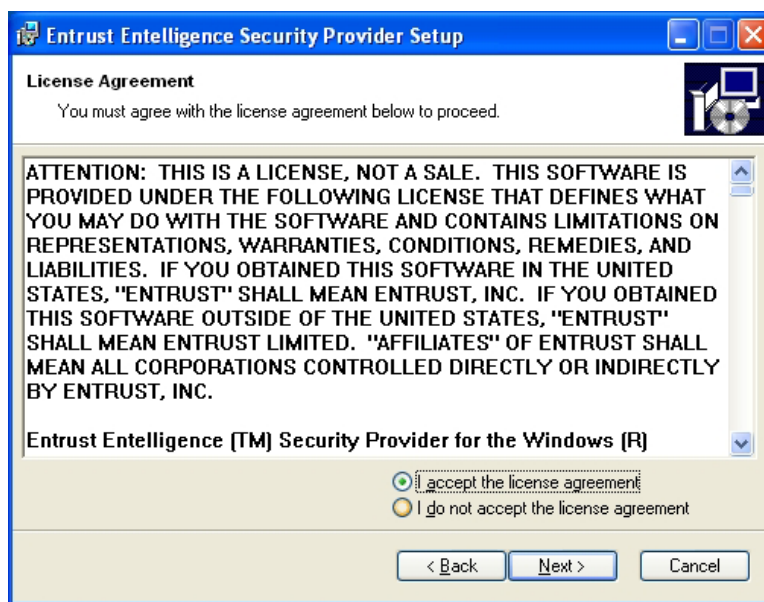 Entrust Entelligence Security Provider Setup
License Agreement
You must agree with the license agreement below to proceed.
ATTENTION:  THIS IS A LICENSE, NOT A SALE.  THIS SOFTWARE IS
PROVIDED UNDER THE FOLLOWING LICENSE THAT DEFINES WHAT
YOU MAY DO WITH THE SOFTWARE AND CONTAINS LIMITATIONS ON
REPRESENTATIONS, WARRANTIES, CONDITIONS, REMEDIES, AND
LIABILITIES.  IF YOU OBTAINED THIS SOFTWARE IN THE UNITED
STATES, "ENTRUST" SHALL MEAN ENTRUST, INC.  IF YOU OBTAINED
THIS SOFTWARE OUTSIDE OF THE UNITED STATES, "ENTRUST"
SHALL MEAN ENTRUST LIMITED.  "AFFILIATES" OF ENTRUST SHALL
MEAN ALL CORPORATIONS CONTROLLED DIRECTLY OR INDIRECTLY
BY ENTRUST, INC.
Entrust Entelligence (TM) Security Provider for the Windows (R)
I accept the license agreement
I do not accept the license agreement
< Back
Next >
Cancel